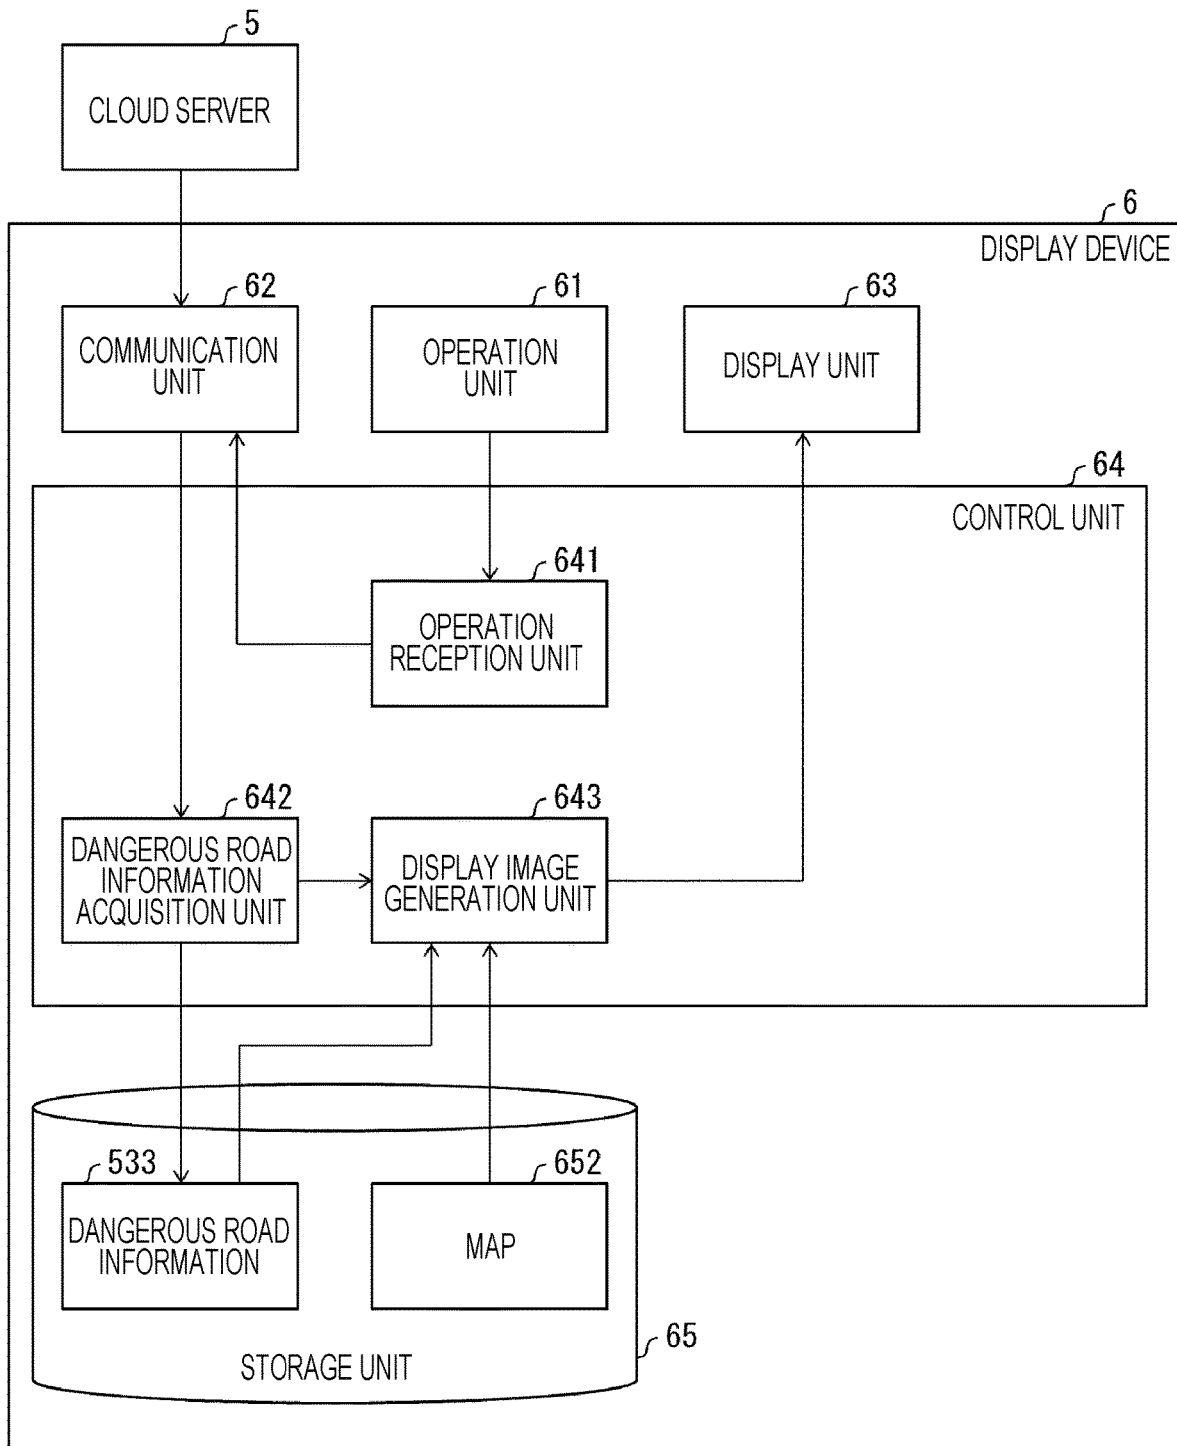 5
CLOUD SERVER
6
DISPLAY DEVICE
62
COMMUNICATION
UNIT
61
OPERATION
UNIT
63
DISPLAY UNIT
64
CONTROL UNIT
641
OPERATION
RECEPTION UNIT
642
DANGEROUS ROAD
INFORMATION
ACQUISITION UNIT
643
DISPLAY IMAGE
GENERATION UNIT
533
DANGEROUS ROAD
INFORMATION
652
MAP
65
STORAGE UNIT